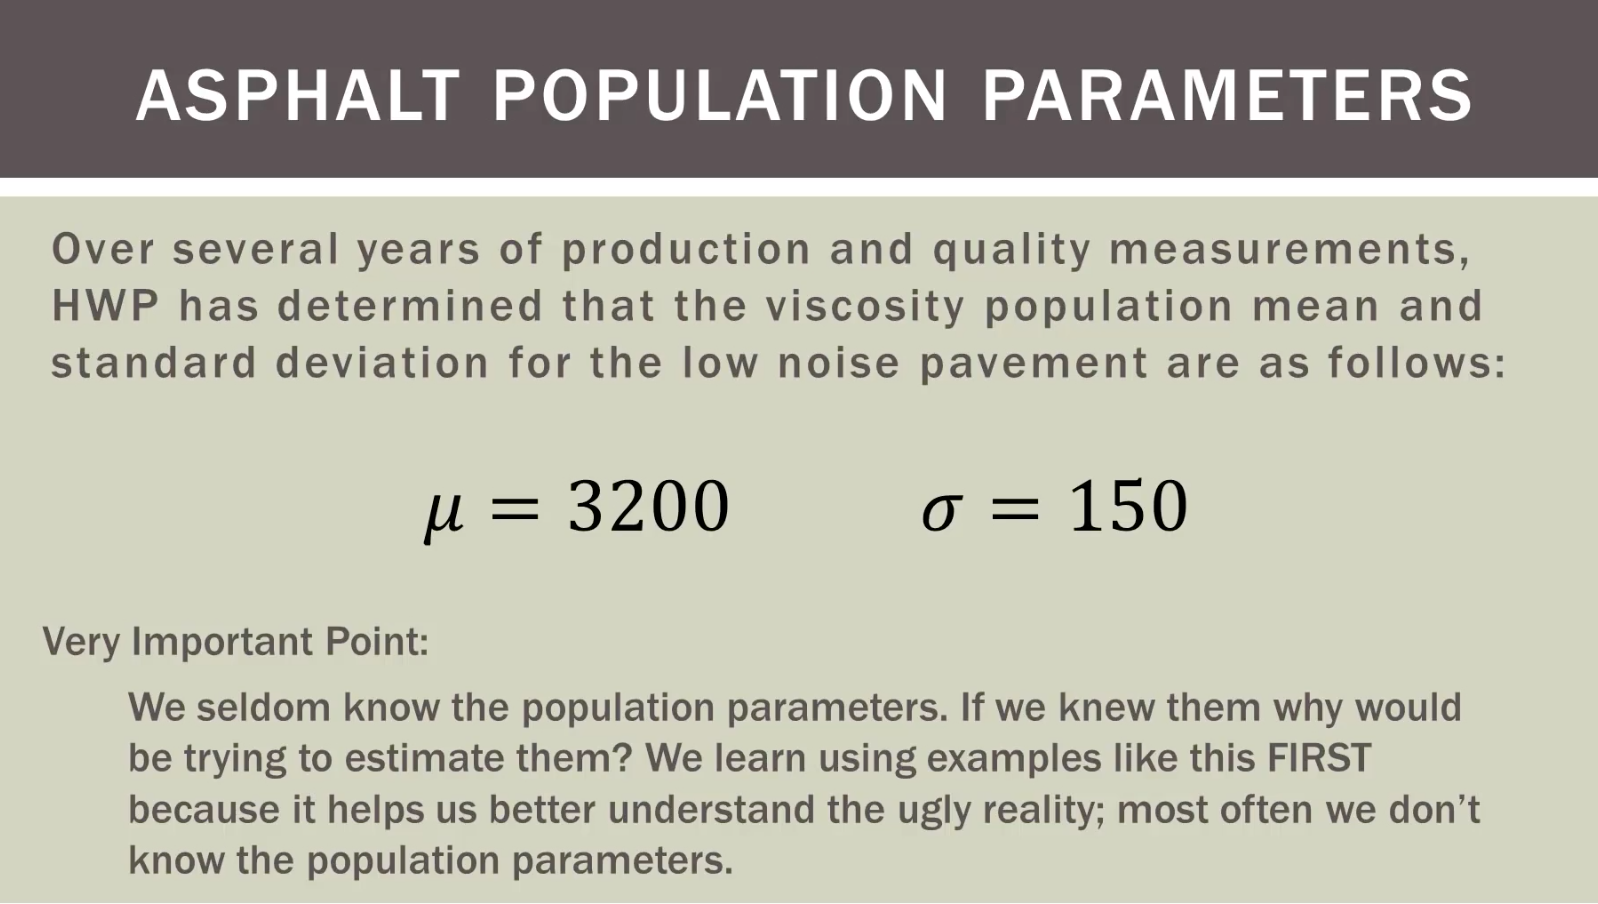 ASPHALT POPULATION PARAMETERS
Over several years of production and quality measurements,
HWP has determined that the viscosity population mean and
standard deviation for the low noise pavement are as follows:
μ = 3200 σ = 150
Very Important Point:
We seldom know the population parameters. If we knew them why would
be trying to estimate them? We learn using examples like this FIRST
because it helps us better understand the ugly reality; most often we don’t
know the population parameters.